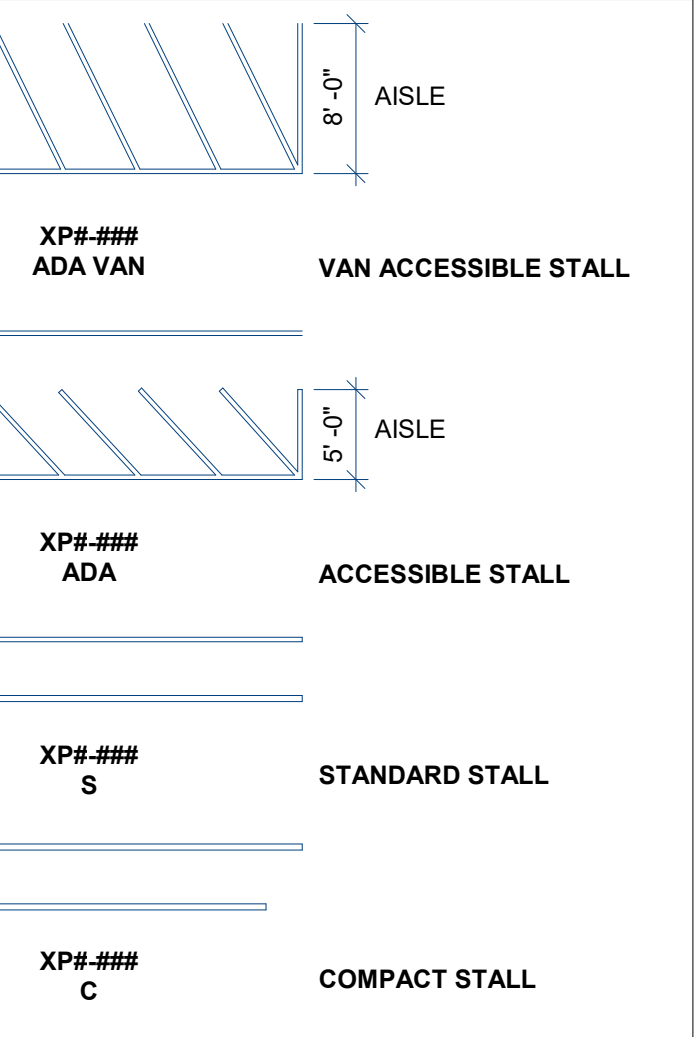 8' -0"
AISLE
XP#-###
ADA VAN
VAN ACCESSIBLE STALL
5' -0"
AISLE
XP#-###
ADA
ACCESSIBLE STALL
XP#-###
S
STANDARD STALL
XP#-###
C
COMPACT STALL